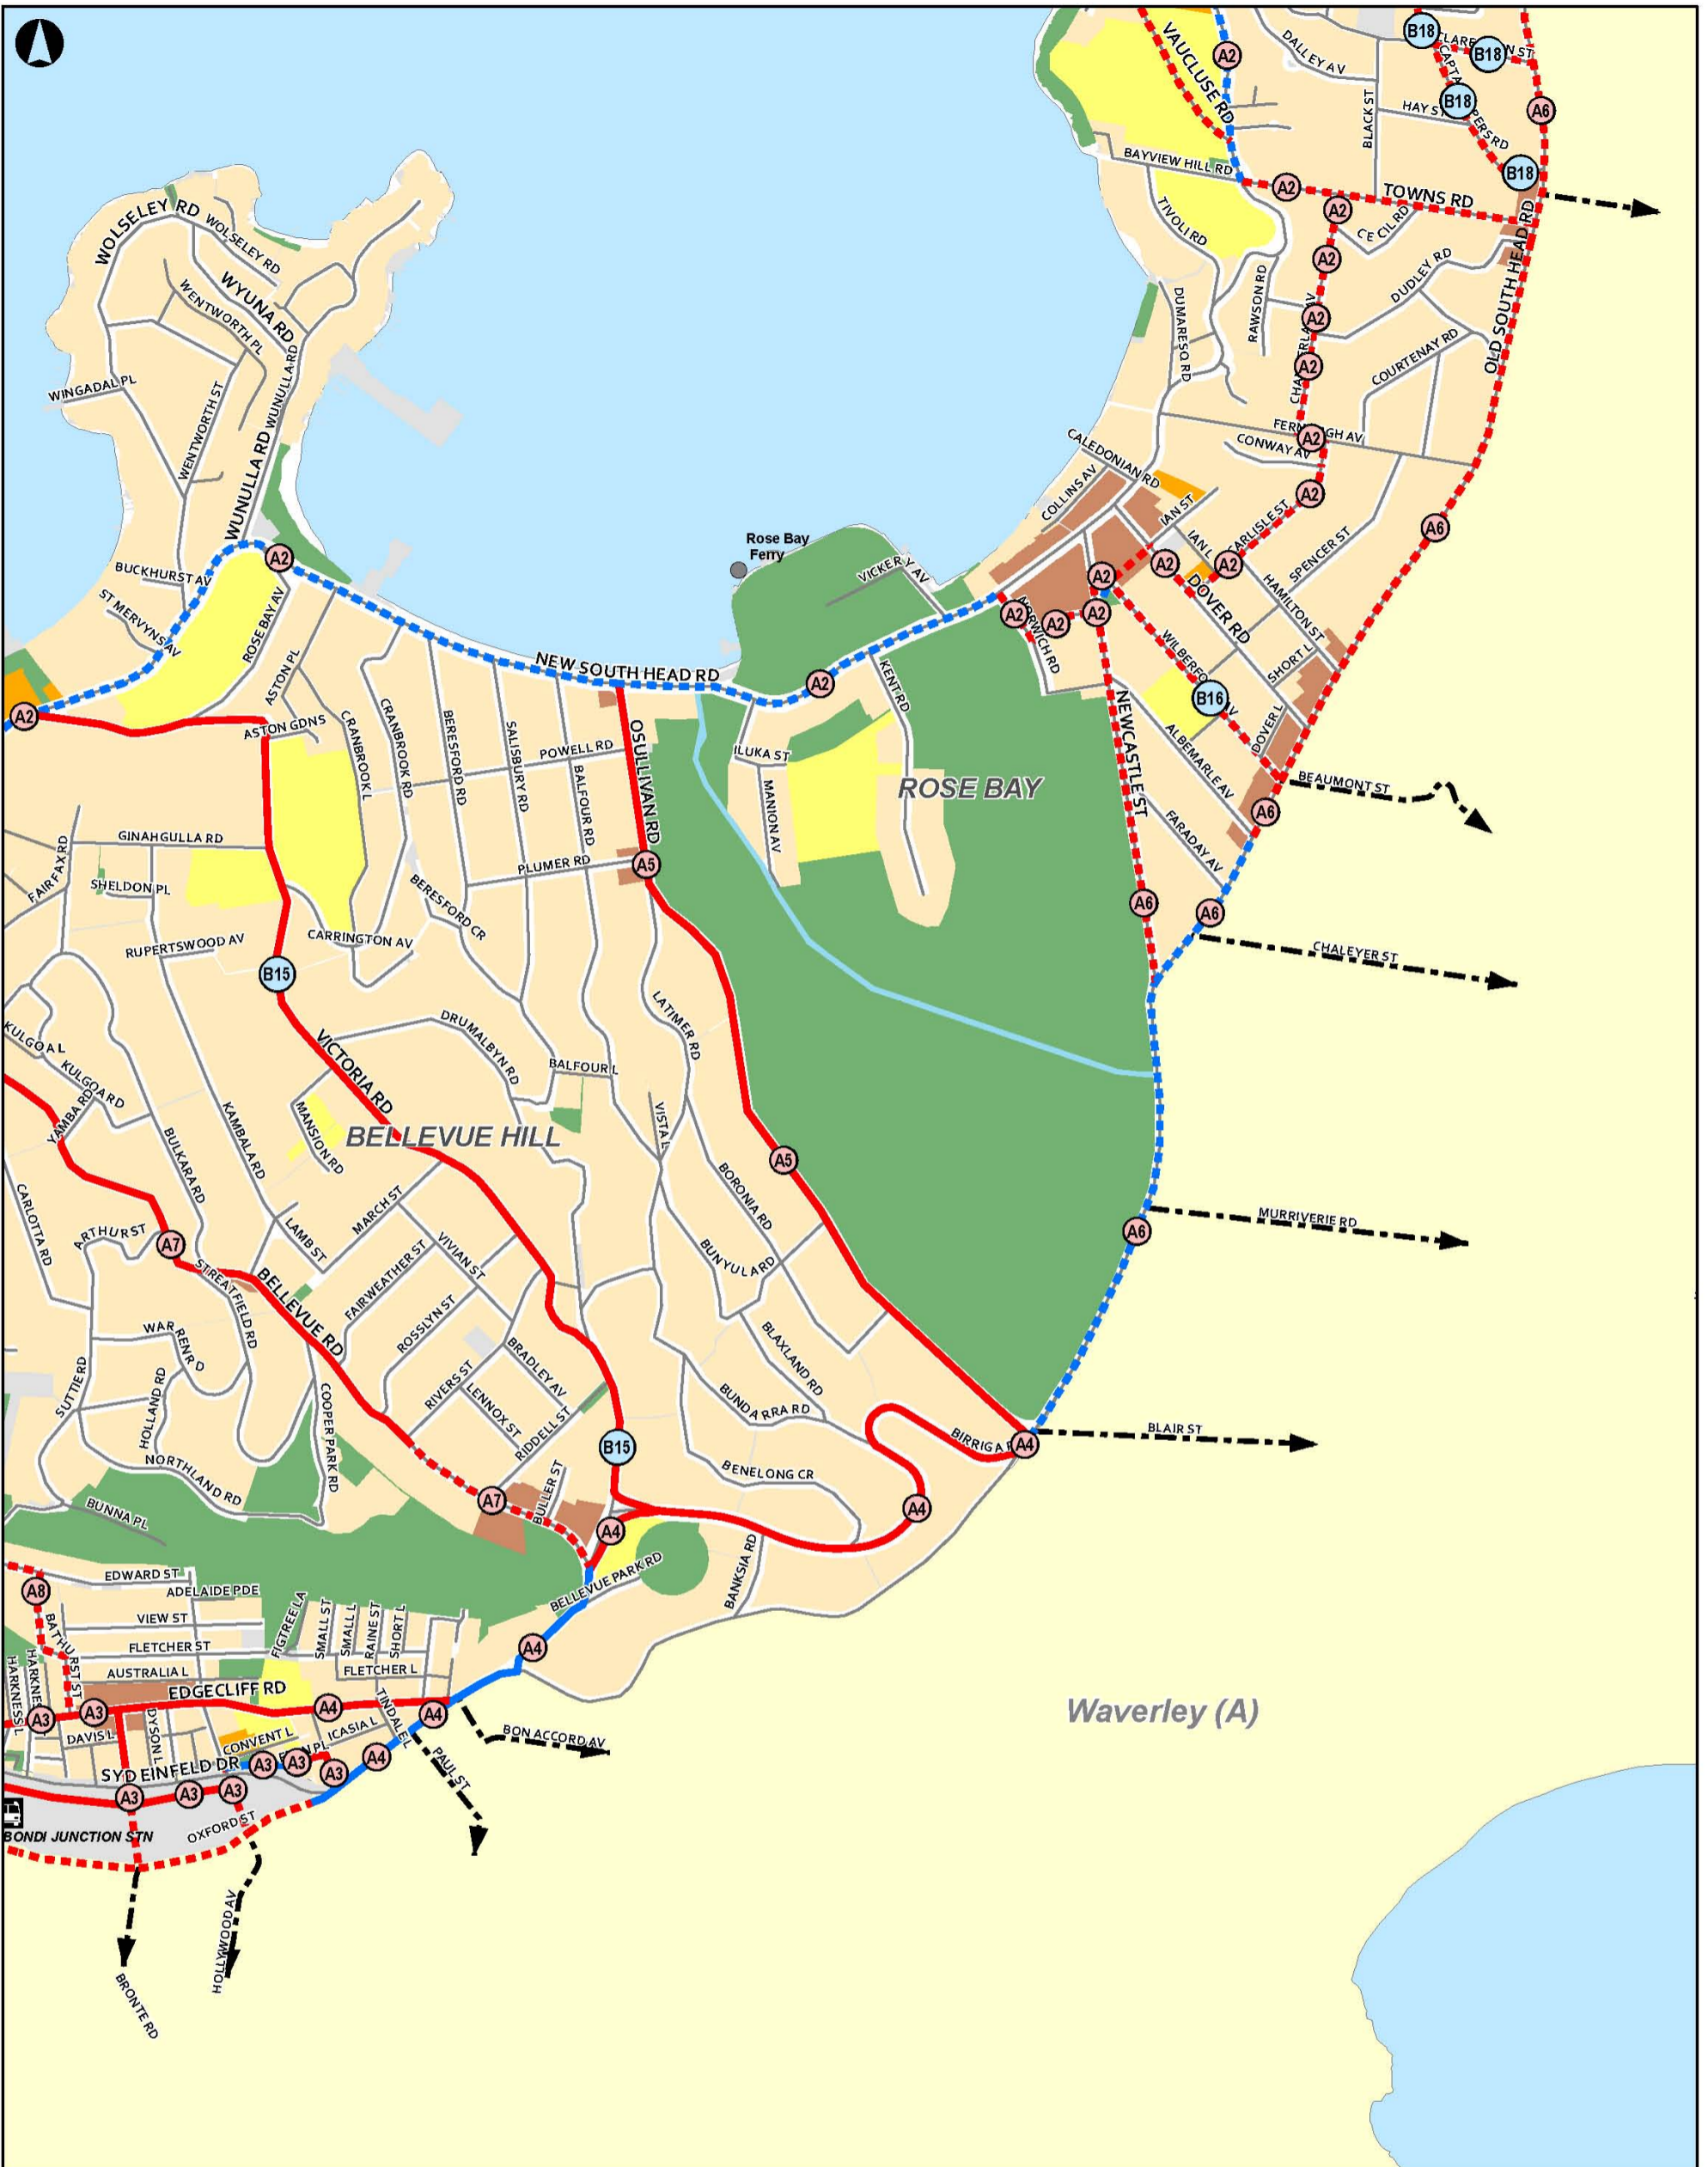 VAUCLUSE RD
A2
DALLEY AV
B18
B18
N ST
B18
HAY S
BLACK ST
A6
PERS RD
B18
BAYVIEW HILL RD
A2
TOWNS RD
A2
CECIL RD
OLD SOUTH HEAD RD
TIVOLI RD
WOLSELEY RD
WOLSELEY RD
WYUNA RD
WENTWORTH PL
A2
DUDLEY RD
RAWSON RD
DUMARESQ RD
A2
COURTENAY RD
A2
WUNULLA RD
WINGADAL PL
WENTWORTH ST
WUNULLA RD
A2
CONWAY AV
CALEDONIAN RD
COLLINS AV
IAN ST
IAN L
A2
CARLISLE ST
SPENCER ST
A6
Rose Bay
Ferry
VICKERY AV
A2
A2
A2
HAMILTON ST
DOVER RD
A2
BUCKHURST AV
ST MERVYNS AV
ROSE BAY AV
A2
A2
A2
NORWICH RD
SHORT L
B16
DOVER L
NEW SOUTH HEAD RD
A2
KENT RD
NEWCASTLE ST
ALBEMARLE AV
A2
ASTON PL
ASTON GDNS
CRANBROOK L
CRANBROOK RD
BERESFORD RD
SALISBURY RD
POWELL RD
BALFOUR RD
OSULLIVAN RD
ILUKA ST
MANION AV
ROSE BAY
BEAUMONT ST
A6
FARADAY AV
GINAHGULLA RD
FAIRFAX RD
SHELDON PL
PLUMER RD
A5
BERESFORD CR
A6
A6
RUPERTSWOOD AV
CARRINGTON AV
B15
CHALEYER ST
LATIMER RD
DRUMALBYN RD
BALFOUR L
KULGOA L
KULGOA RD
YAMBA RD
VICTORIA RD
MANSION RD
BELLEVUE HILL
VISTA L
BULKARA RD
KAMBALA RD
A5
BORONIA RD
CARLOTTA RD
ARTHUR ST
A7
LAMB ST
MARCH ST
VIVIAN ST
FAIRWEATHER ST
BUNYULA RD
A6
MURRIVERIE RD
STREATFIELD RD
BELLEVUE RD
ROSSLYN ST
BRADLEY AV
BLAXLAND RD
WARREN RD
HOLLAND RD
SUTTIE RD
COOPER PARK RD
RIVERS ST
LENNOX ST
RIDDELL ST
BUNDARRA RD
BIRRIGA R
A4
BLAIR ST
B15
BENELONG CR
NORTHLAND RD
BUNNA PL
A7
BULLER ST
A4
A4
BELLEVUE PARK RD
BANKSIA RD
EDWARD ST
ADELAIDE PDE
A8
VIEW ST
FLETCHER ST
AUSTRALIA L
FIGTREE LA
SMALL ST
SMALL L
RAINE ST
SHORT L
FLETCHER L
A4
BATHURST ST
HARKNESS L
EDGECLIFF RD
A3
A3
A4
TINDALE L
A4
DAVIS L
DYSON L
CONVENT L
ICASIA L
A4
SYD EINFELD DR
A3
A3
A3
A3
A3
A3
BON ACCORD AV
PAUL ST
Waverley (A)
OXFORD ST
BONDI JUNCTION STN
HOLLYWOOD AV
BRONTE RD